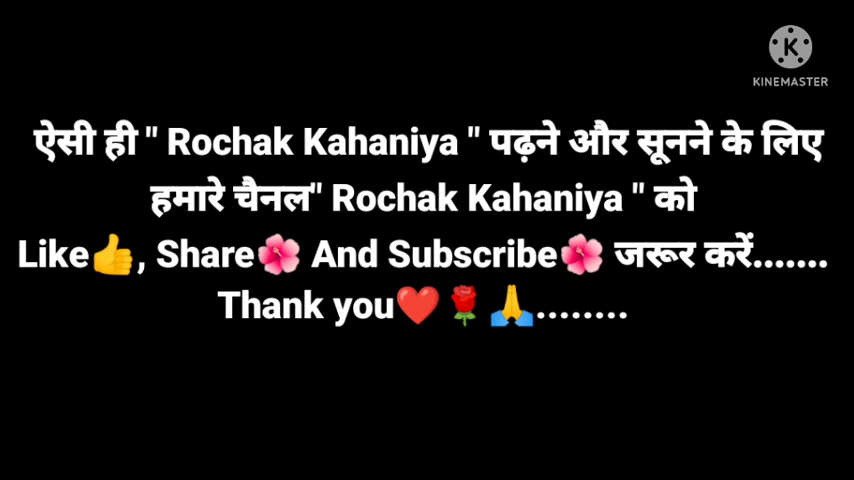 KINEMASTER
ऐसी ही " Rochak Kahaniya " पढ़ने और सूनने के लिए
हमारे चैनल" Rochak Kahaniya " को
Like👍, Share🌺 And Subscribe🌺 जरूर करें.......
Thank you❤️🌹🙏........